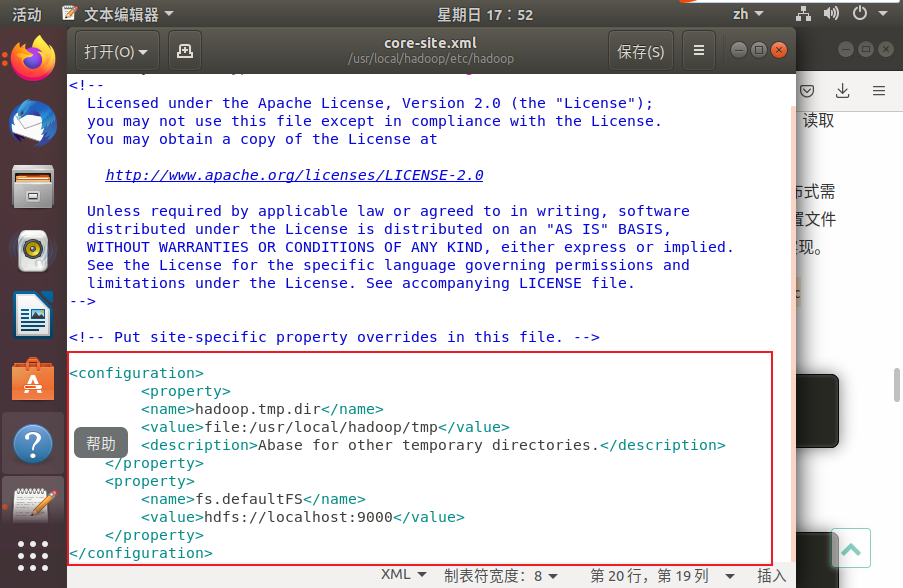 活动 文本编辑器 星期日 17：52 zh
打开(O) core-site.xml 保存(S)
/usr/local/hadoop/etc/hadoop
<!--
Licensed under the Apache License, Version 2.0 (the "License");
you may not use this file except in compliance with the License.
You may obtain a copy of the License at
http://www.apache.org/licenses/LICENSE-2.0
Unless required by applicable law or agreed to in writing, software
distributed under the License is distributed on an "AS IS" BASIS,
WITHOUT WARRANTIES OR CONDITIONS OF ANY KIND, either express or implied.
See the License for the specific language governing permissions and
limitations under the License. See accompanying LICENSE file.
-->
<!-- Put site-specific property overrides in this file. -->
<configuration>
<property>
<name>hadoop.tmp.dir</name>
<value>file:/usr/local/hadoop/tmp</value>
<description>Abase for other temporary directories.</description>
</property>
<property>
<name>fs.defaultFS</name>
<value>hdfs://localhost:9000</value>
</property>
</configuration>
帮助
XML 制表符宽度：8 第 20 行，第 19 列 插入
读取
式需
置文件
现。